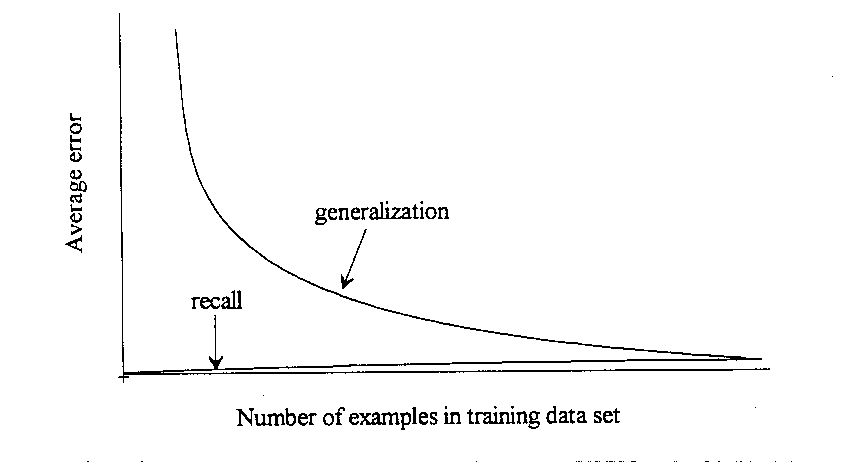 Average error
generalization
recall
Number of examples in training data set